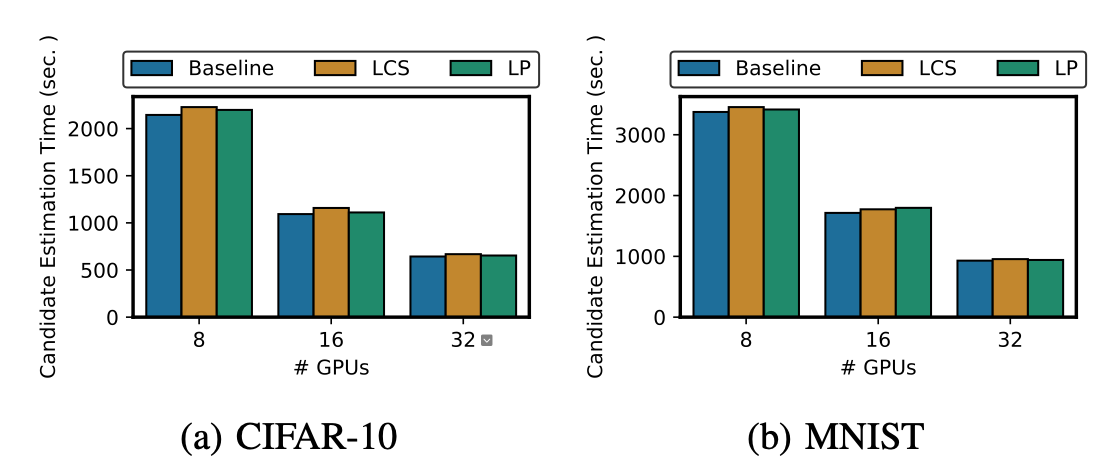 Baseline LCS LP
Candidate Estimation Time (sec. )
2000
1500
1000
500
0
8 16 32
# GPUs
(a) CIFAR-10
Baseline LCS LP
Candidate Estimation Time (sec. )
3000
2000
1000
0
8 16 32
# GPUs
(b) MNIST